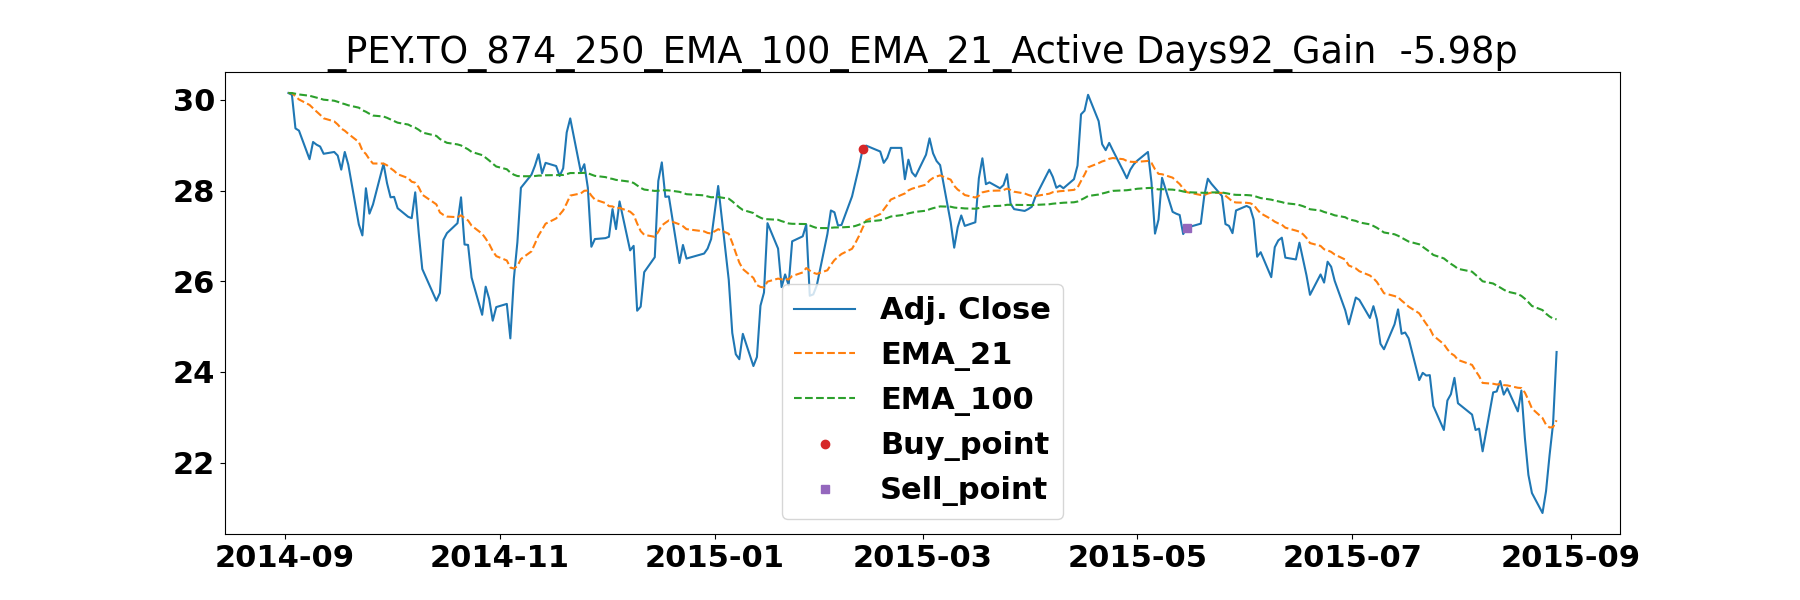 _PEY.TO_874_250_EMA_100_EMA_21_Active Days92_Gain  -5.98p
30
28
26
24
22
Adj. Close
EMA_21
EMA_100
Buy_point
Sell_point
2014-09 2014-11 2015-01 2015-03 2015-05 2015-07 2015-09